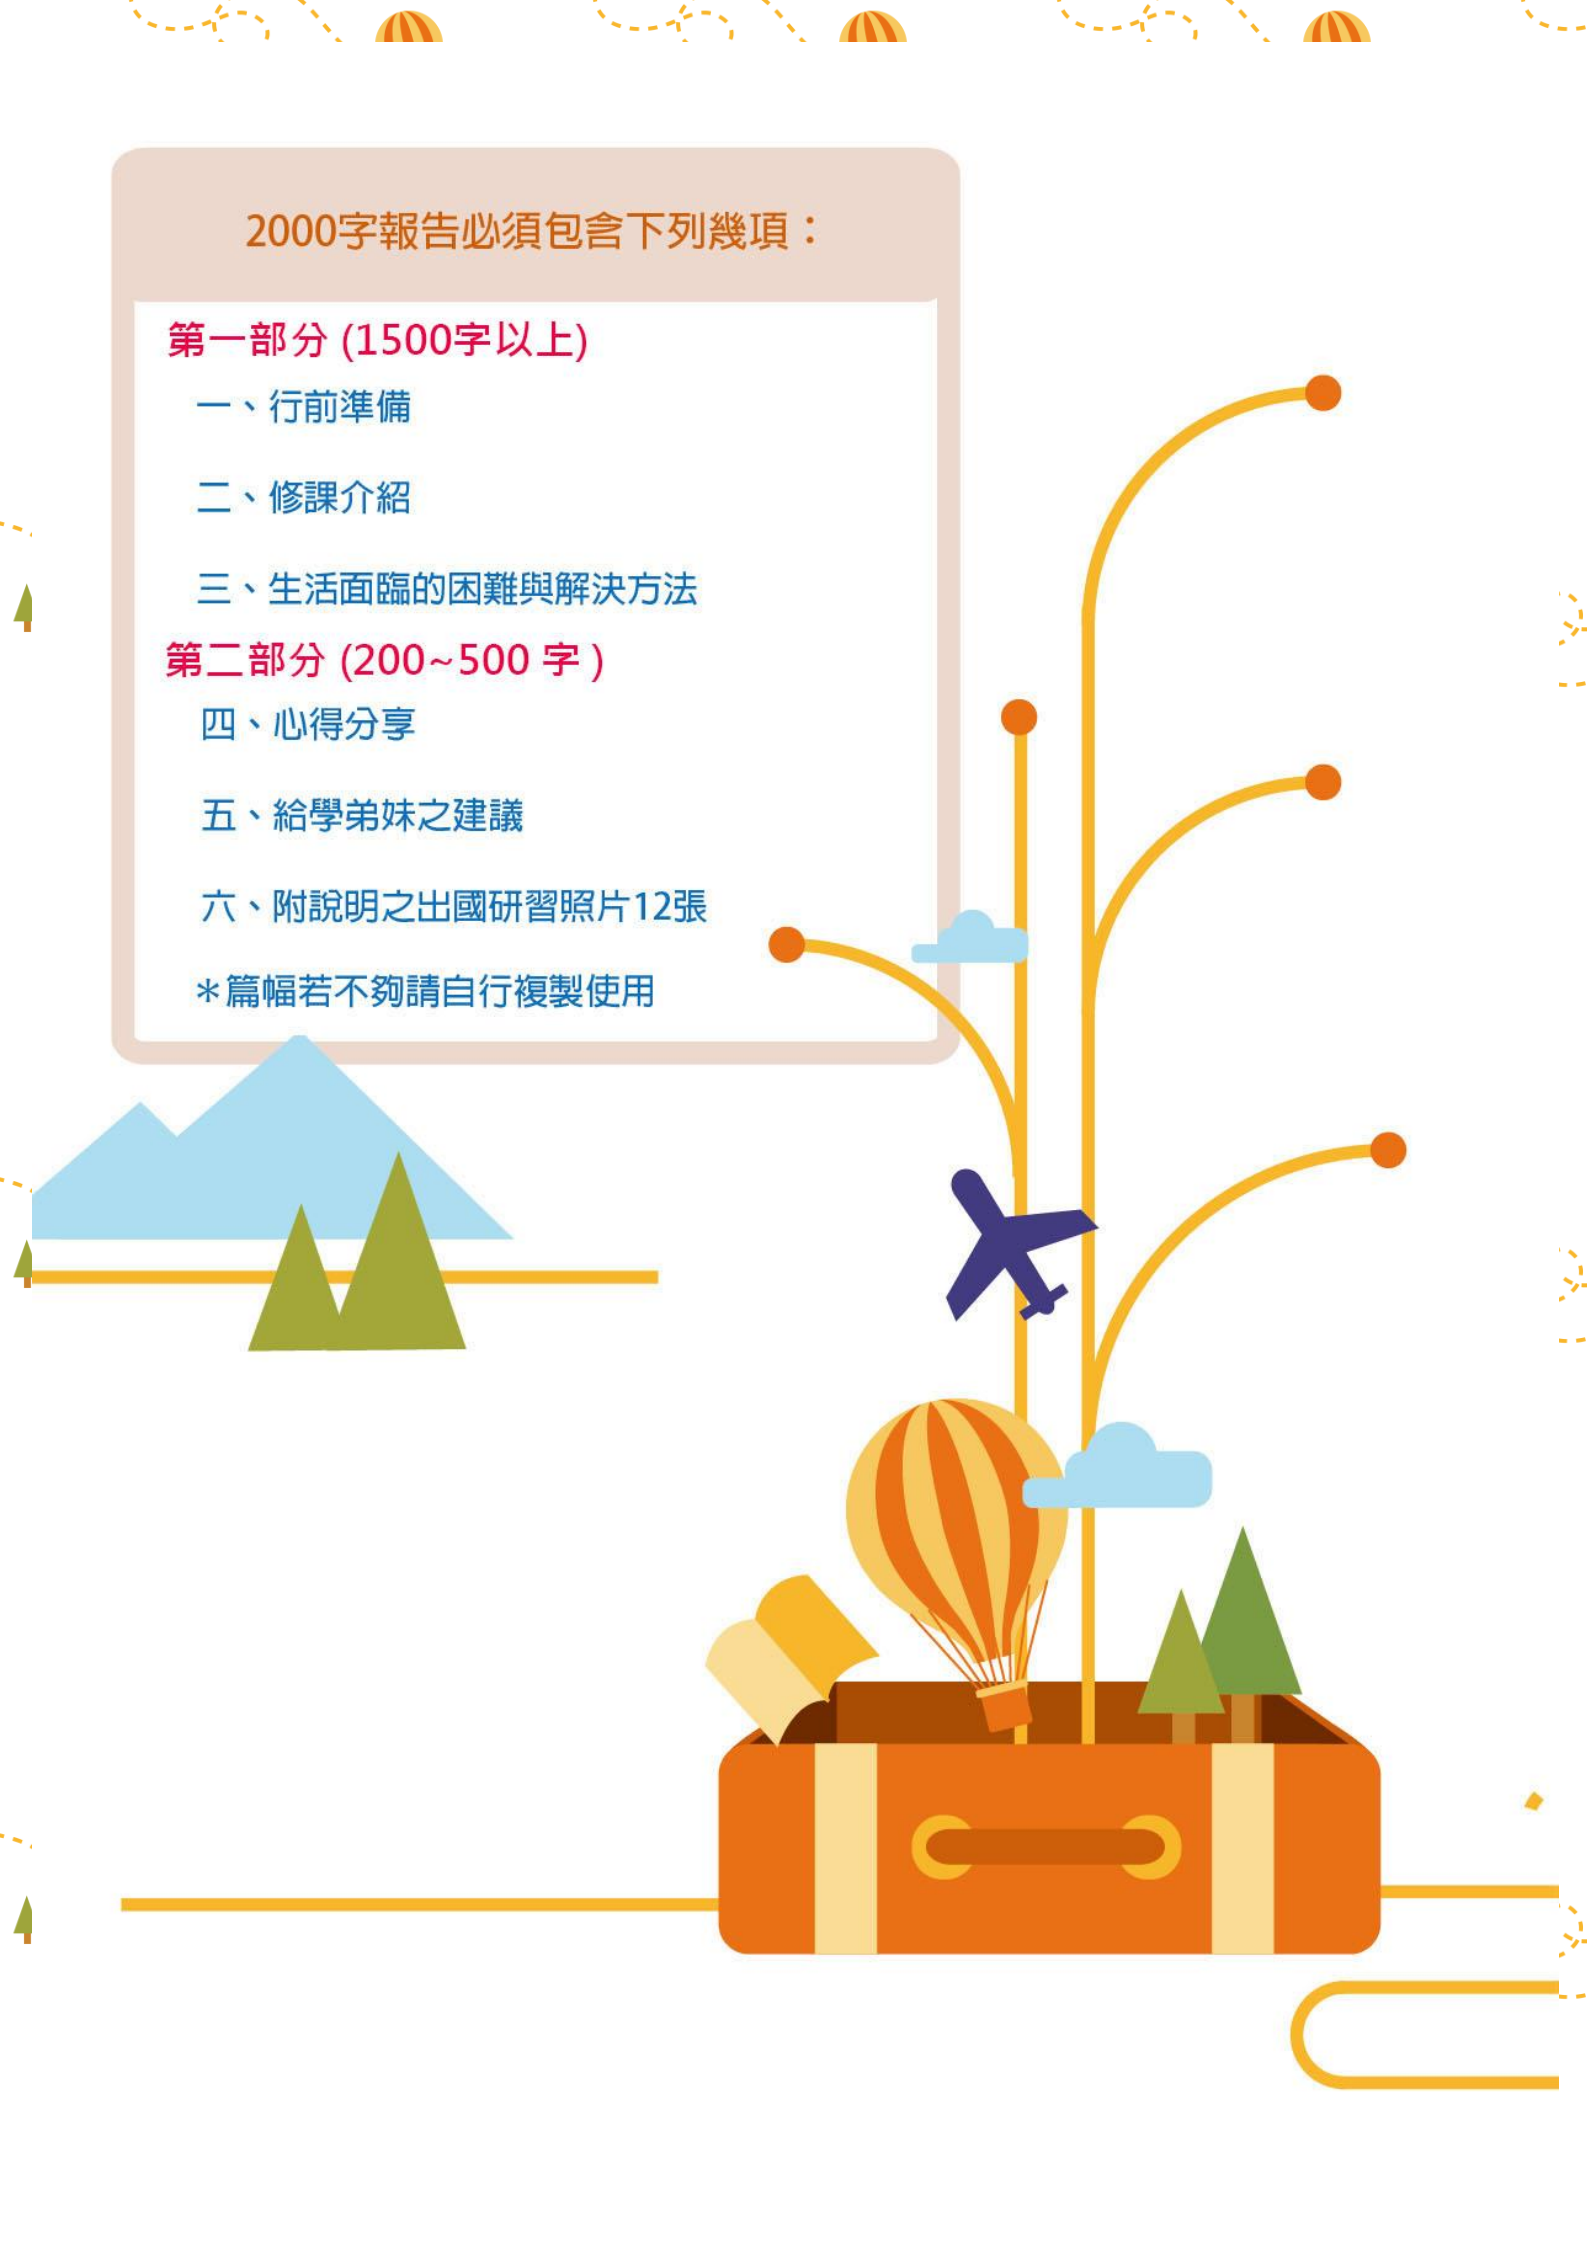 2000字報告必須包含下列幾項：
第一部分 (1500字以上)
一、行前準備
二、修課介紹
三、生活面臨的困難與解決方法
第二部分 (200~500 字 )
四、心得分享
五、給學弟妹之建議
六、附說明之出國研習照片12張
＊篇幅若不夠請自行複製使用